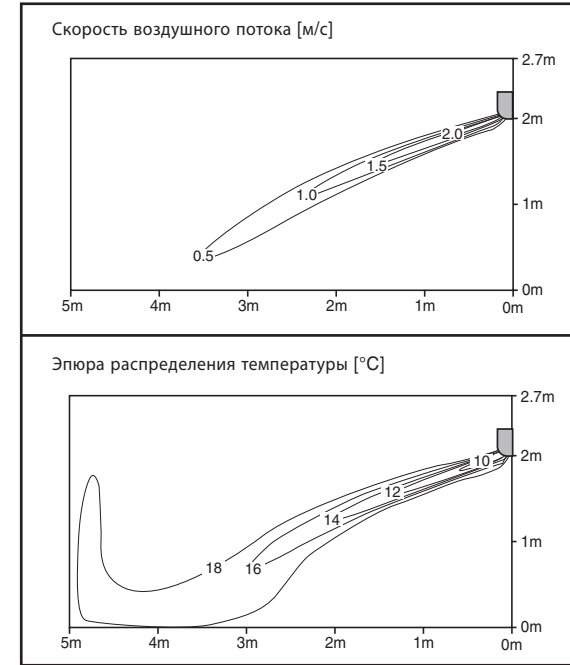 Скорость воздушного потока [м/с]
2.7m
2m
2.0
1.5
1.0
1m
0.5
0m
5m 4m 3m 2m 1m 0m
Эпюра распределения температуры [°C]
2.7m
2m
10
12
14
1m
18 16
0m
5m 4m 3m 2m 1m 0m